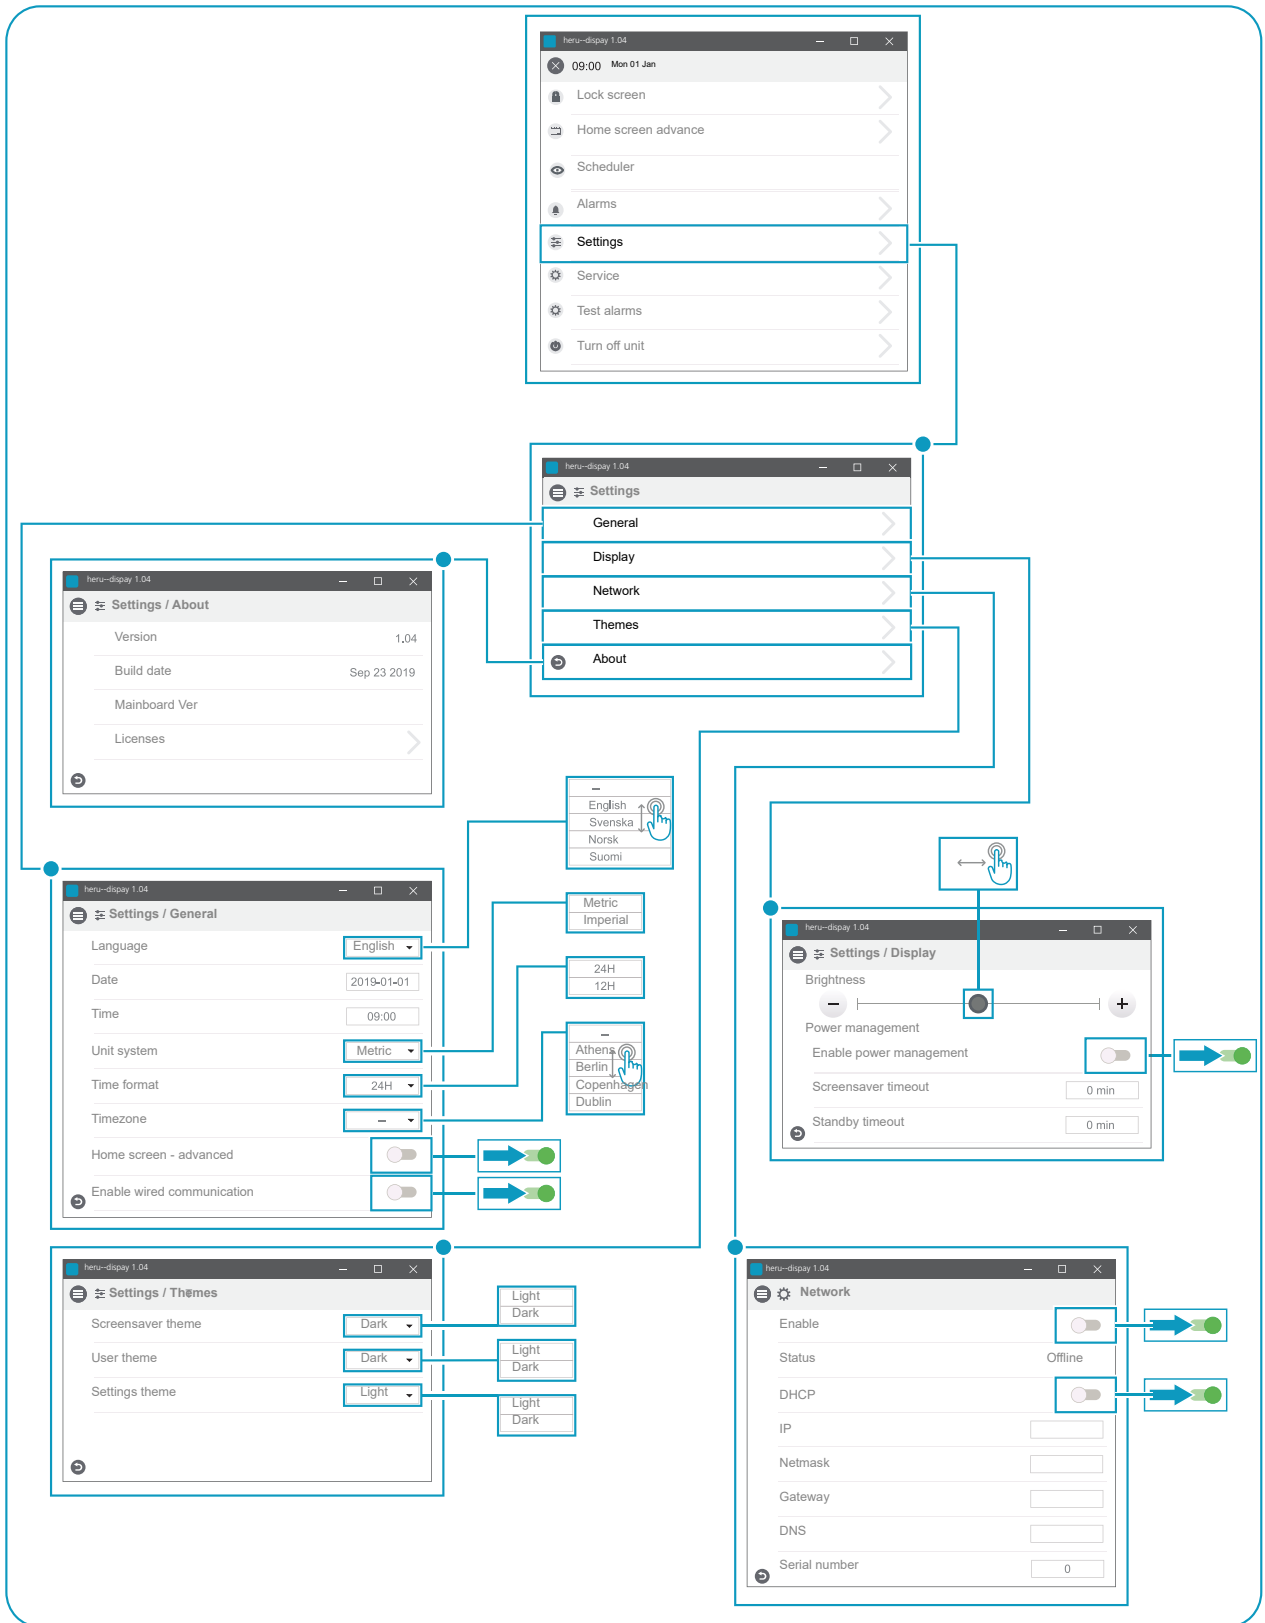 heru--dispay 1.04
09:00 Mon 01 Jan
Lock screen
Home screen advance
Scheduler
Alarms
Settings
Service
Test alarms
Turn off unit
heru--dispay 1.04
Settings
General
Display
Network
Themes
About
heru--dispay 1.04
Settings / About
Version 1.04
Build date Sep 23 2019
Mainboard Ver
Licenses
–
English
Svenska
Norsk
Suomi
heru--dispay 1.04
Settings / General
Language English
Date 2019-01-01
Time 09:00
Unit system Metric
Time format 24H
Timezone –
Home screen - advanced
Enable wired communication
Metric
Imperial
24H
12H
–
Athens
Berlin
Copenhagen
Dublin
heru--dispay 1.04
Settings / Display
Brightness
Power management
Enable power management
Screensaver timeout 0 min
Standby timeout 0 min
heru--dispay 1.04
Settings / Themes
Screensaver theme Dark
User theme Dark
Settings theme Light
Light
Dark
Light
Dark
Light
Dark
heru--dispay 1.04
Network
Enable
Status Offline
DHCP
IP
Netmask
Gateway
DNS
Serial number 0